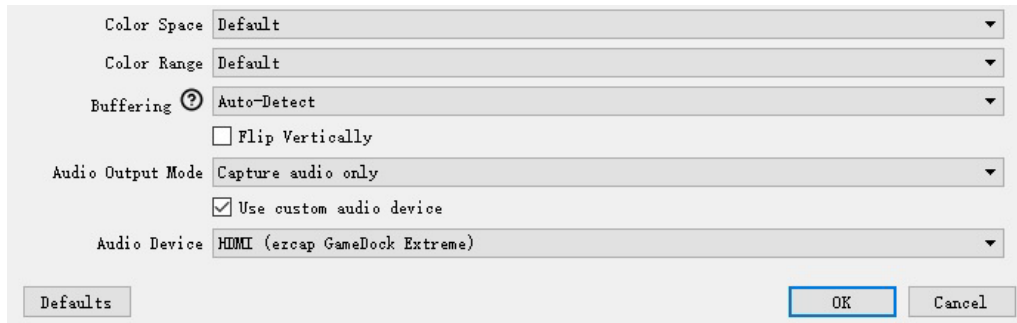 Color Space Default
Color Range Default
Buffering ? Auto-Detect
Flip Vertically
Audio Output Mode Capture audio only
Use custom audio device
Audio Device HDMI (ezcap GameDock Extreme)
Defaults OK Cancel